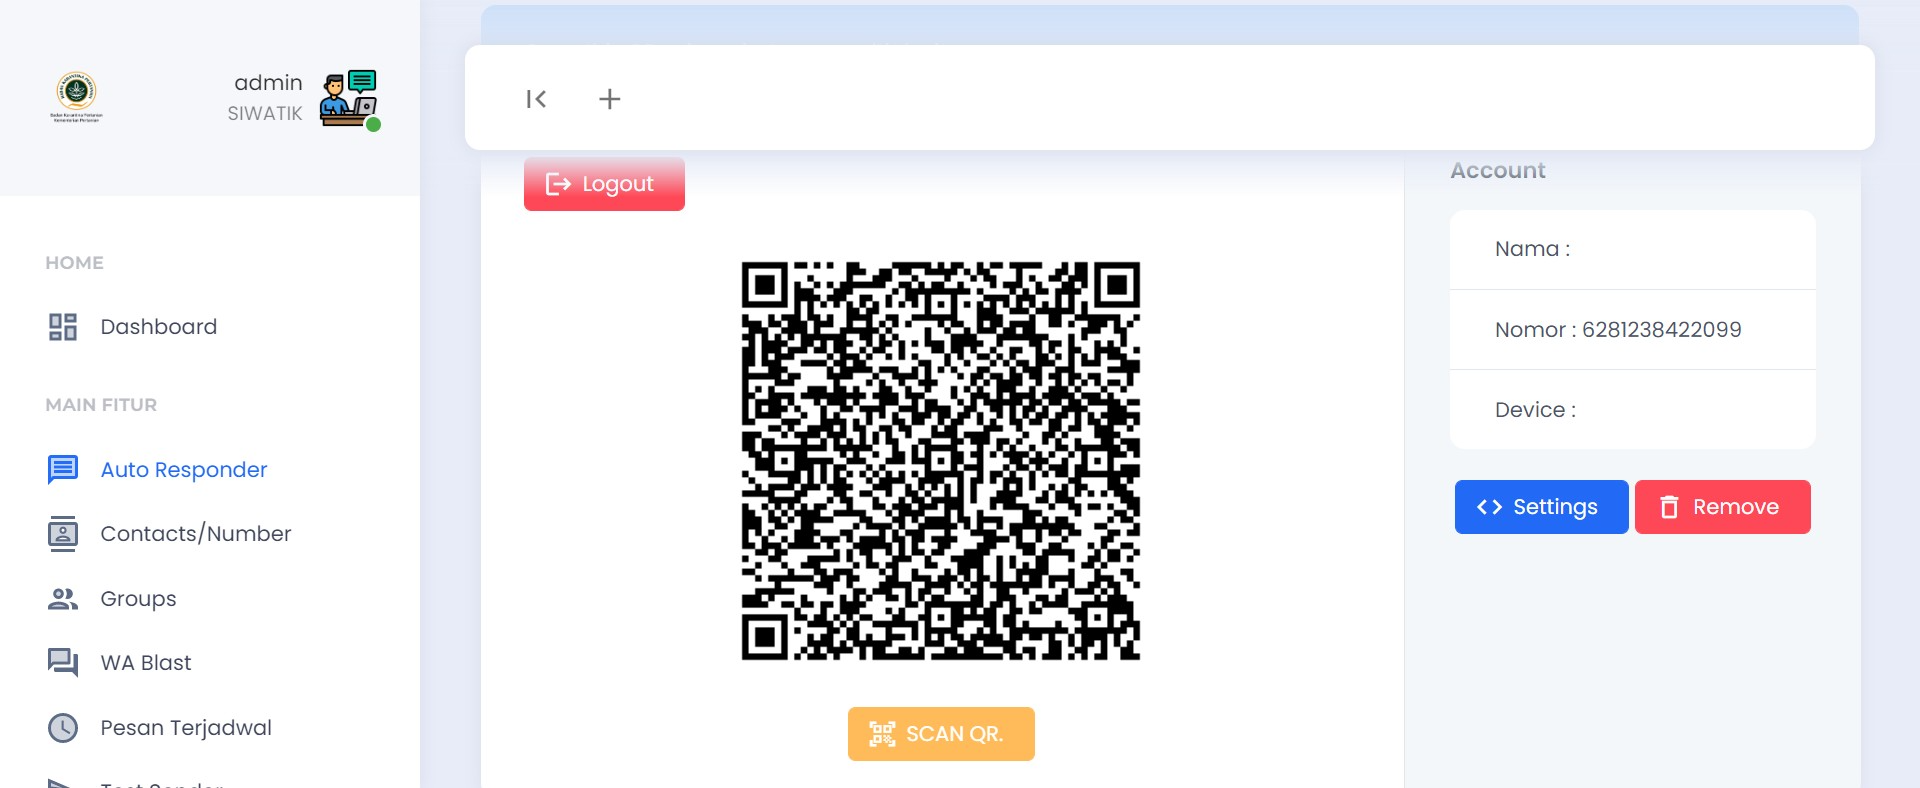 admin
SIWATIK
HOME
Dashboard
MAIN FITUR
Auto Responder
Contacts/Number
Groups
WA Blast
Pesan Terjadwal
Logout
SCAN QR.
Account
Nama :
Nomor : 6281238422099
Device :
Settings
Remove